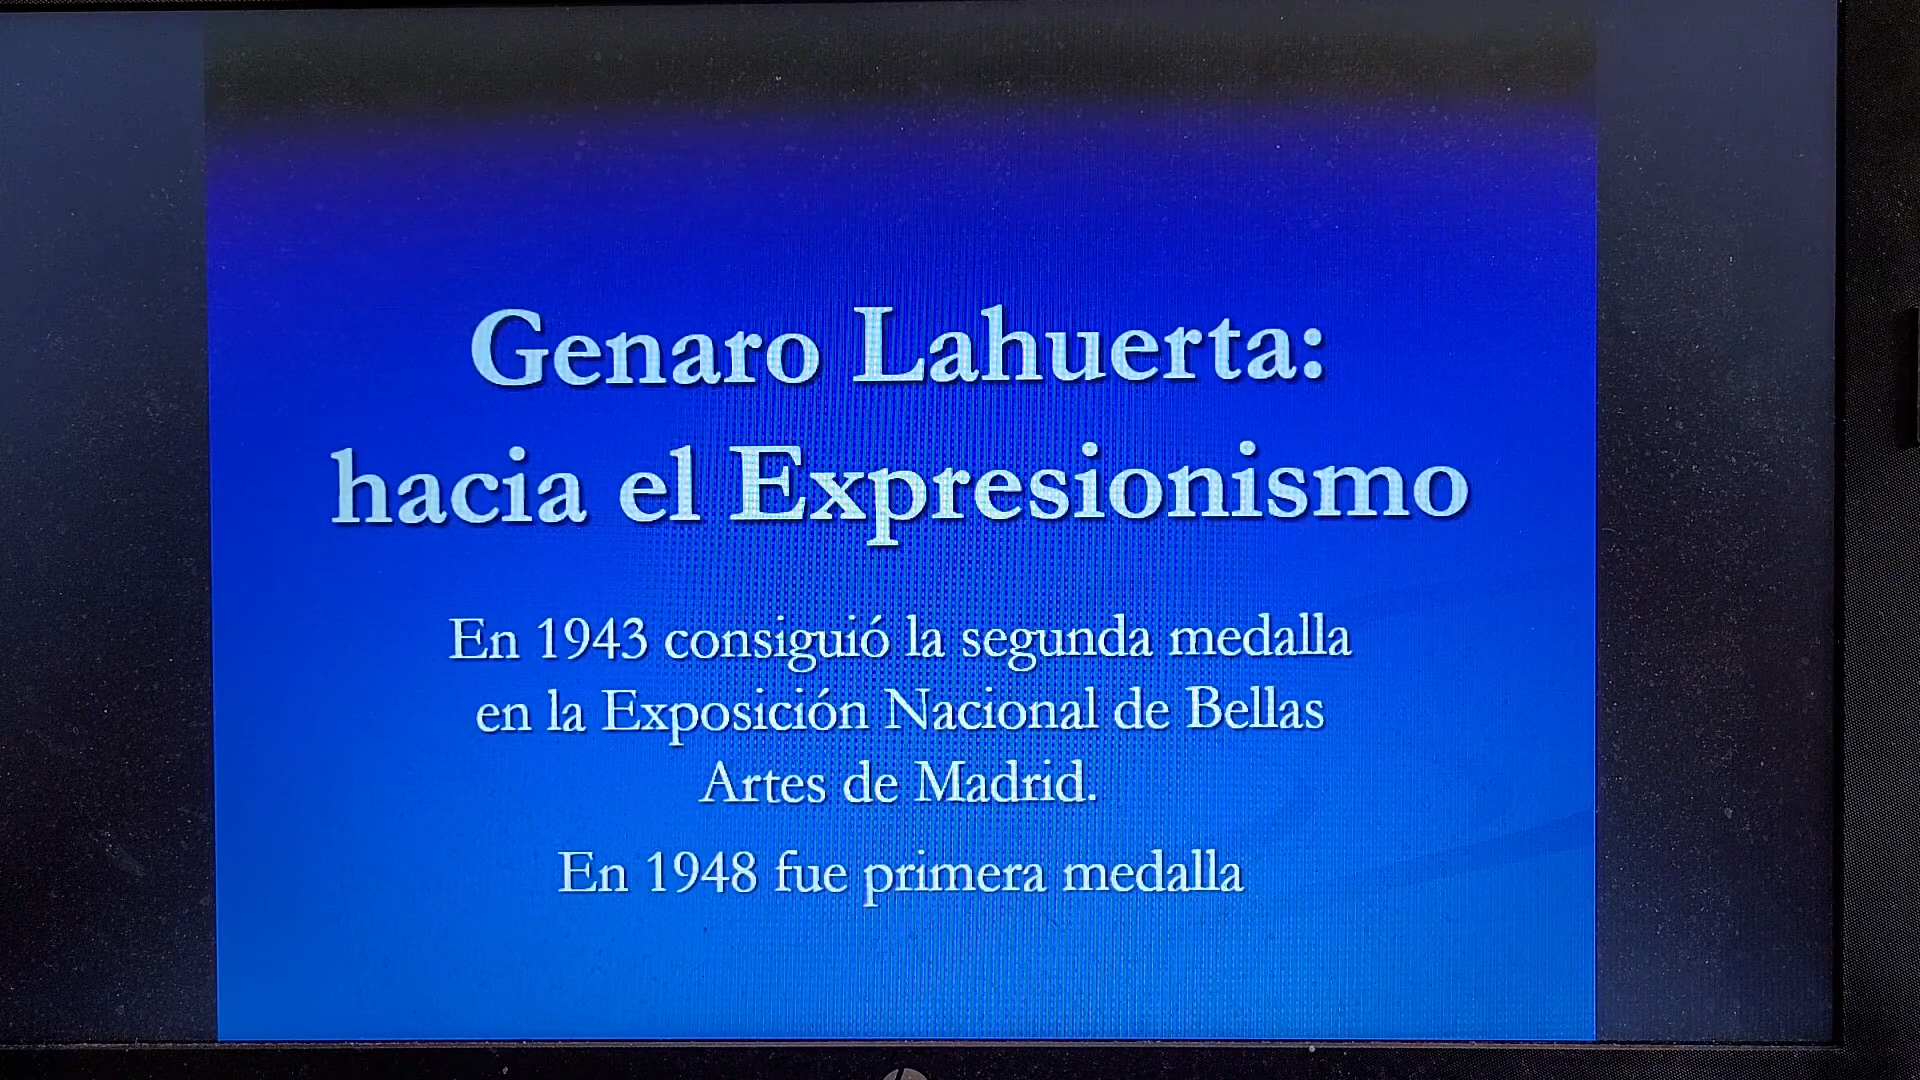 Genaro Lahuerta:
hacia el Expresionismo
En 1943 consiguió la segunda medalla
en la Exposición Nacional de Bellas
Artes de Madrid.
En 1948 fue primera medalla